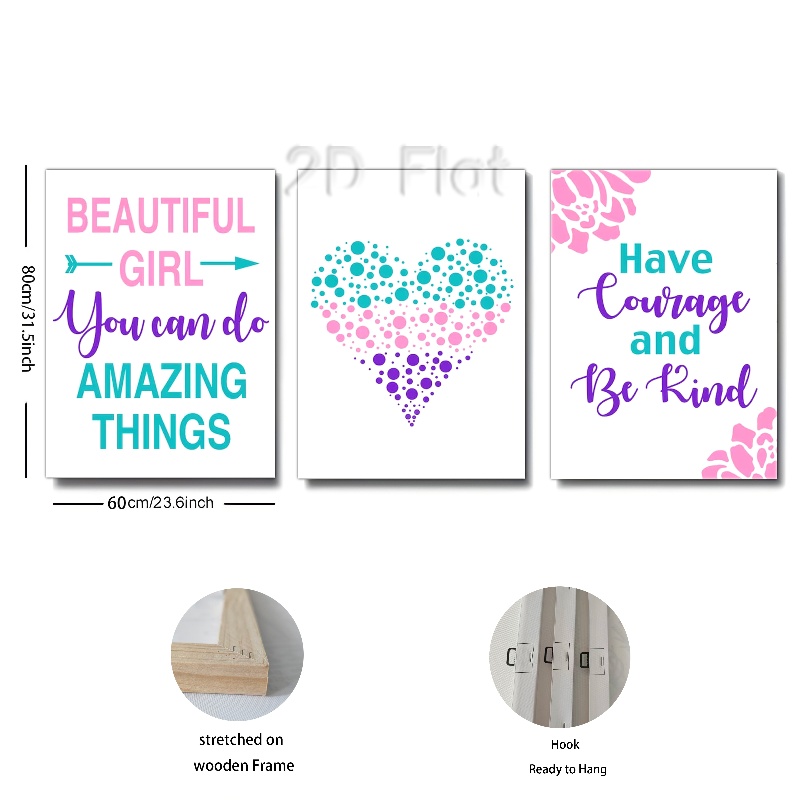 2D Flat
BEAUTIFUL
GIRL
You can do
AMAZING
THINGS
Have
Courage
and
Be Kind
80cm/31.5inch
60cm/23.6inch
stretched on
wooden Frame
Hook
Ready to Hang